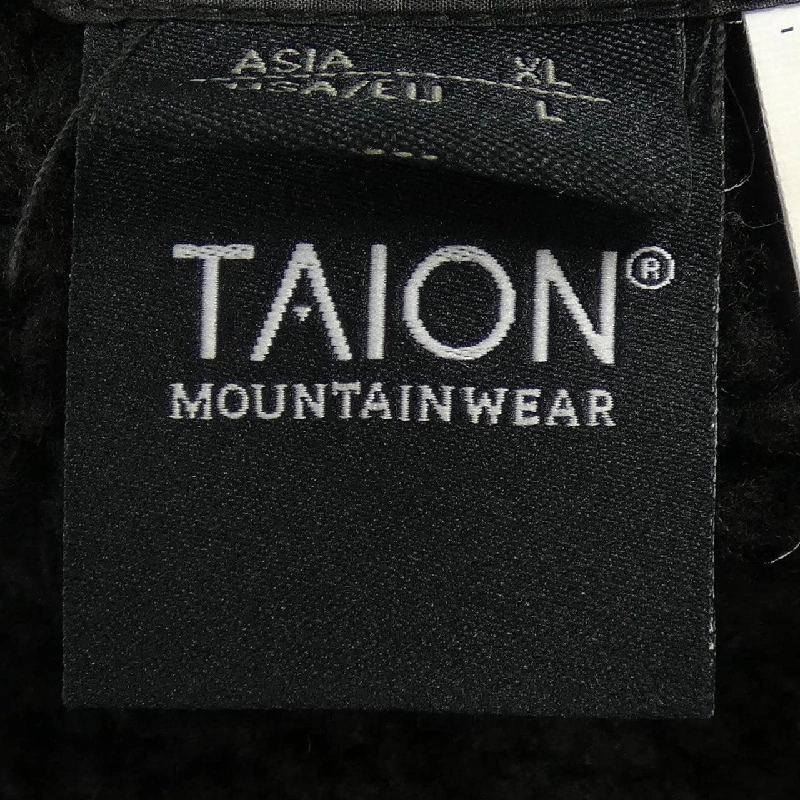 ASIA XL
USA/EU L
TAION®
MOUNTAINWEAR